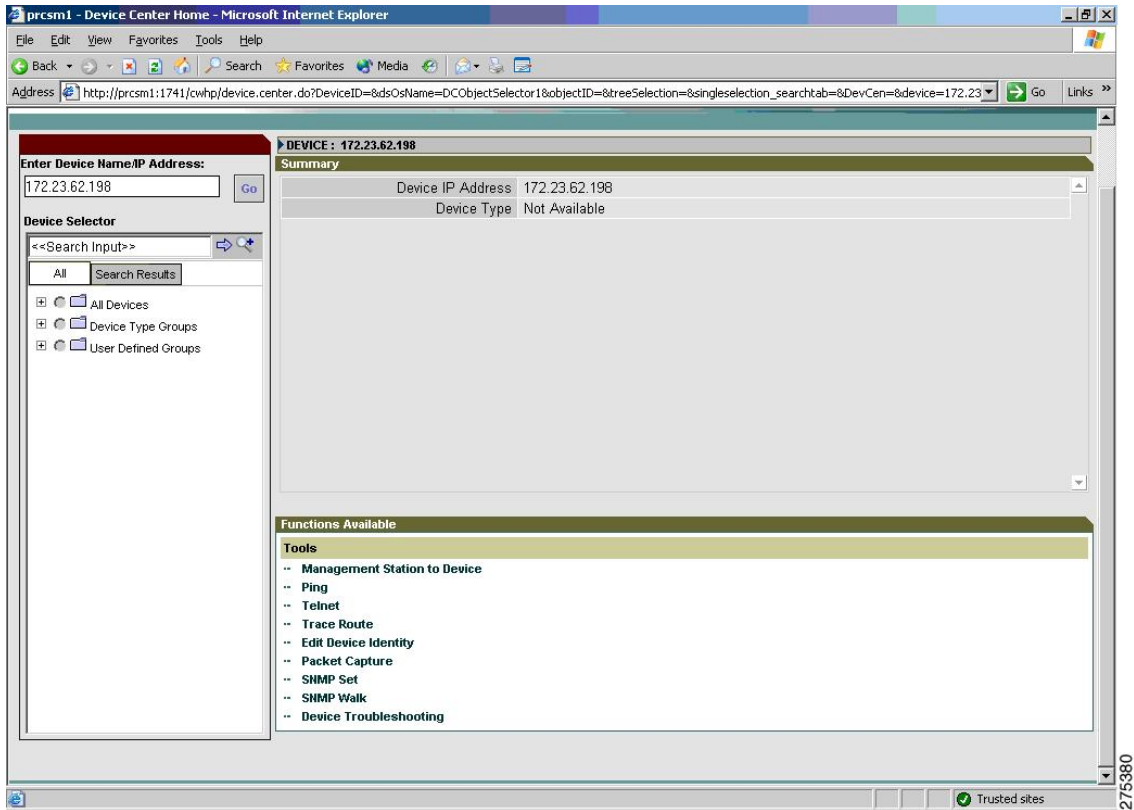 prcsm1 - Device Center Home - Microsoft Internet Explorer
File Edit View Favorites Tools Help
Back Search Favorites Media
Address http://prcsm1:1741/cwhp/device.center.do?DeviceID=&dsOsName=DCObjectSelector1&objectID=&treeSelection=&singleselection_searchtab=&DevCen=&device=172.23 Go Links »
Enter Device Name/IP Address:
172.23.62.198 Go
Device Selector
<<Search Input>>
All Search Results
All Devices
Device Type Groups
User Defined Groups
DEVICE : 172.23.62.198
Summary
Device IP Address 172.23.62.198
Device Type Not Available
Functions Available
Tools
Management Station to Device
Ping
Telnet
Trace Route
Edit Device Identity
Packet Capture
SNMP Set
SNMP Walk
Device Troubleshooting
Trusted sites
275380